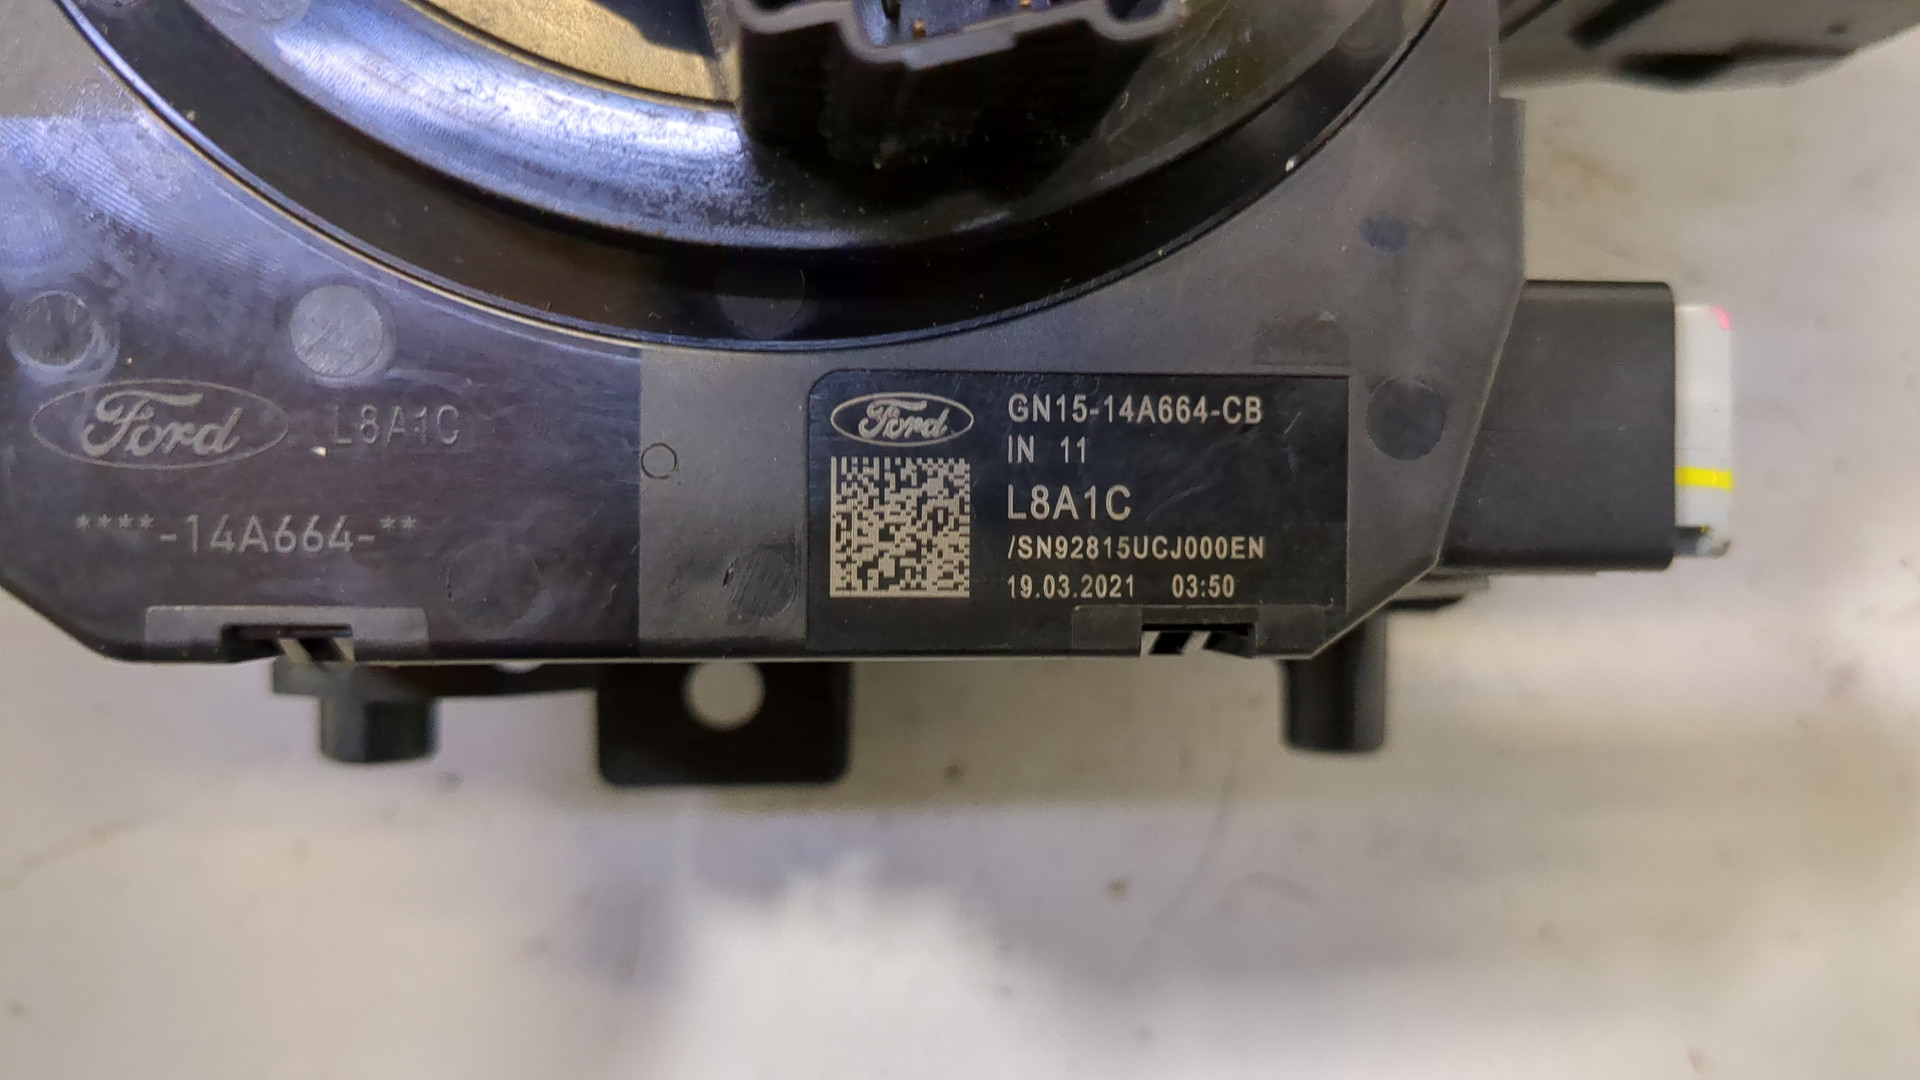 Ford L8A1C
****-14A664-**
Ford
GN15-14A664-CB
IN 11
L8A1C
/SN92815UCJ000EN
19.03.2021 03:50